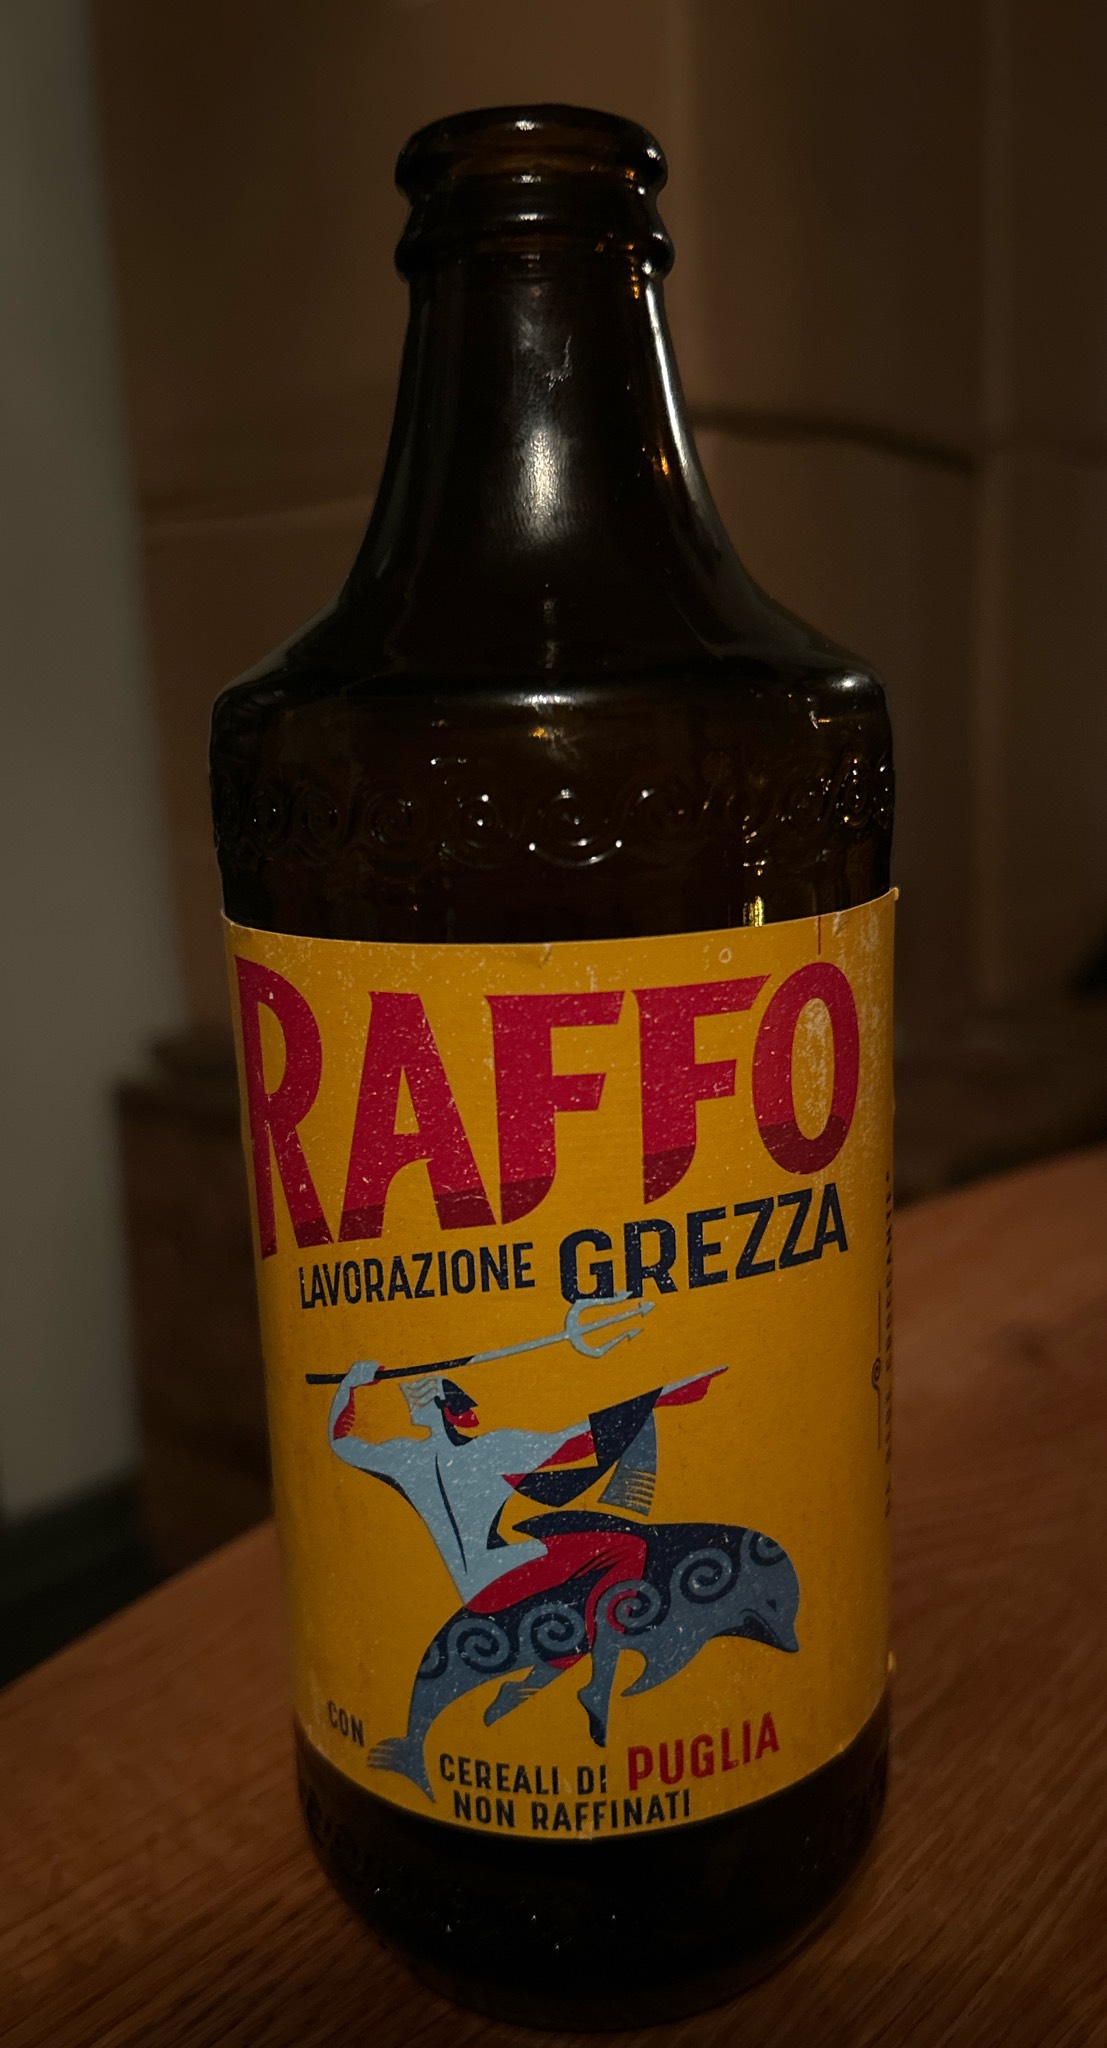 RAFFO
LAVORAZIONE GREZZA
CON
CEREALI DI PUGLIA
NON RAFFINATI